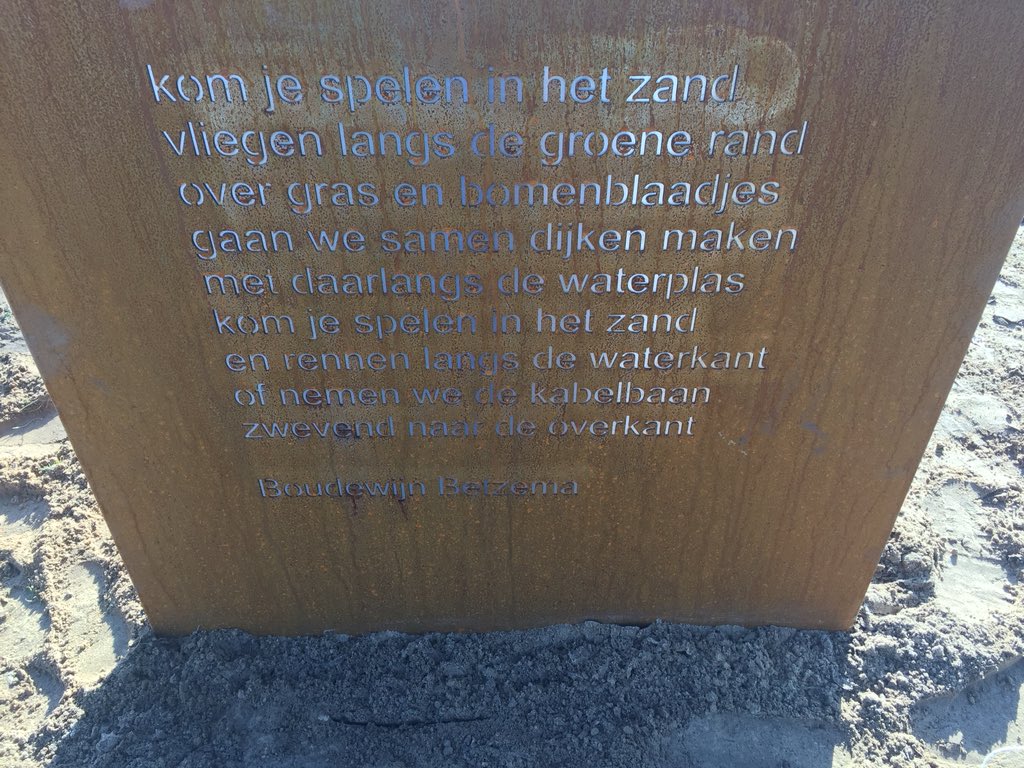 kom je spelen in het zand
vliegen langs de groene rand
over gras en bomenblaadjes
gaan we samen dijken maken
met daarlangs de waterplas
kom je spelen in het zand
en rennen langs de waterkant
of nemen we de kabelbaan
zwevend naar de overkant
Boudewijn Betzema